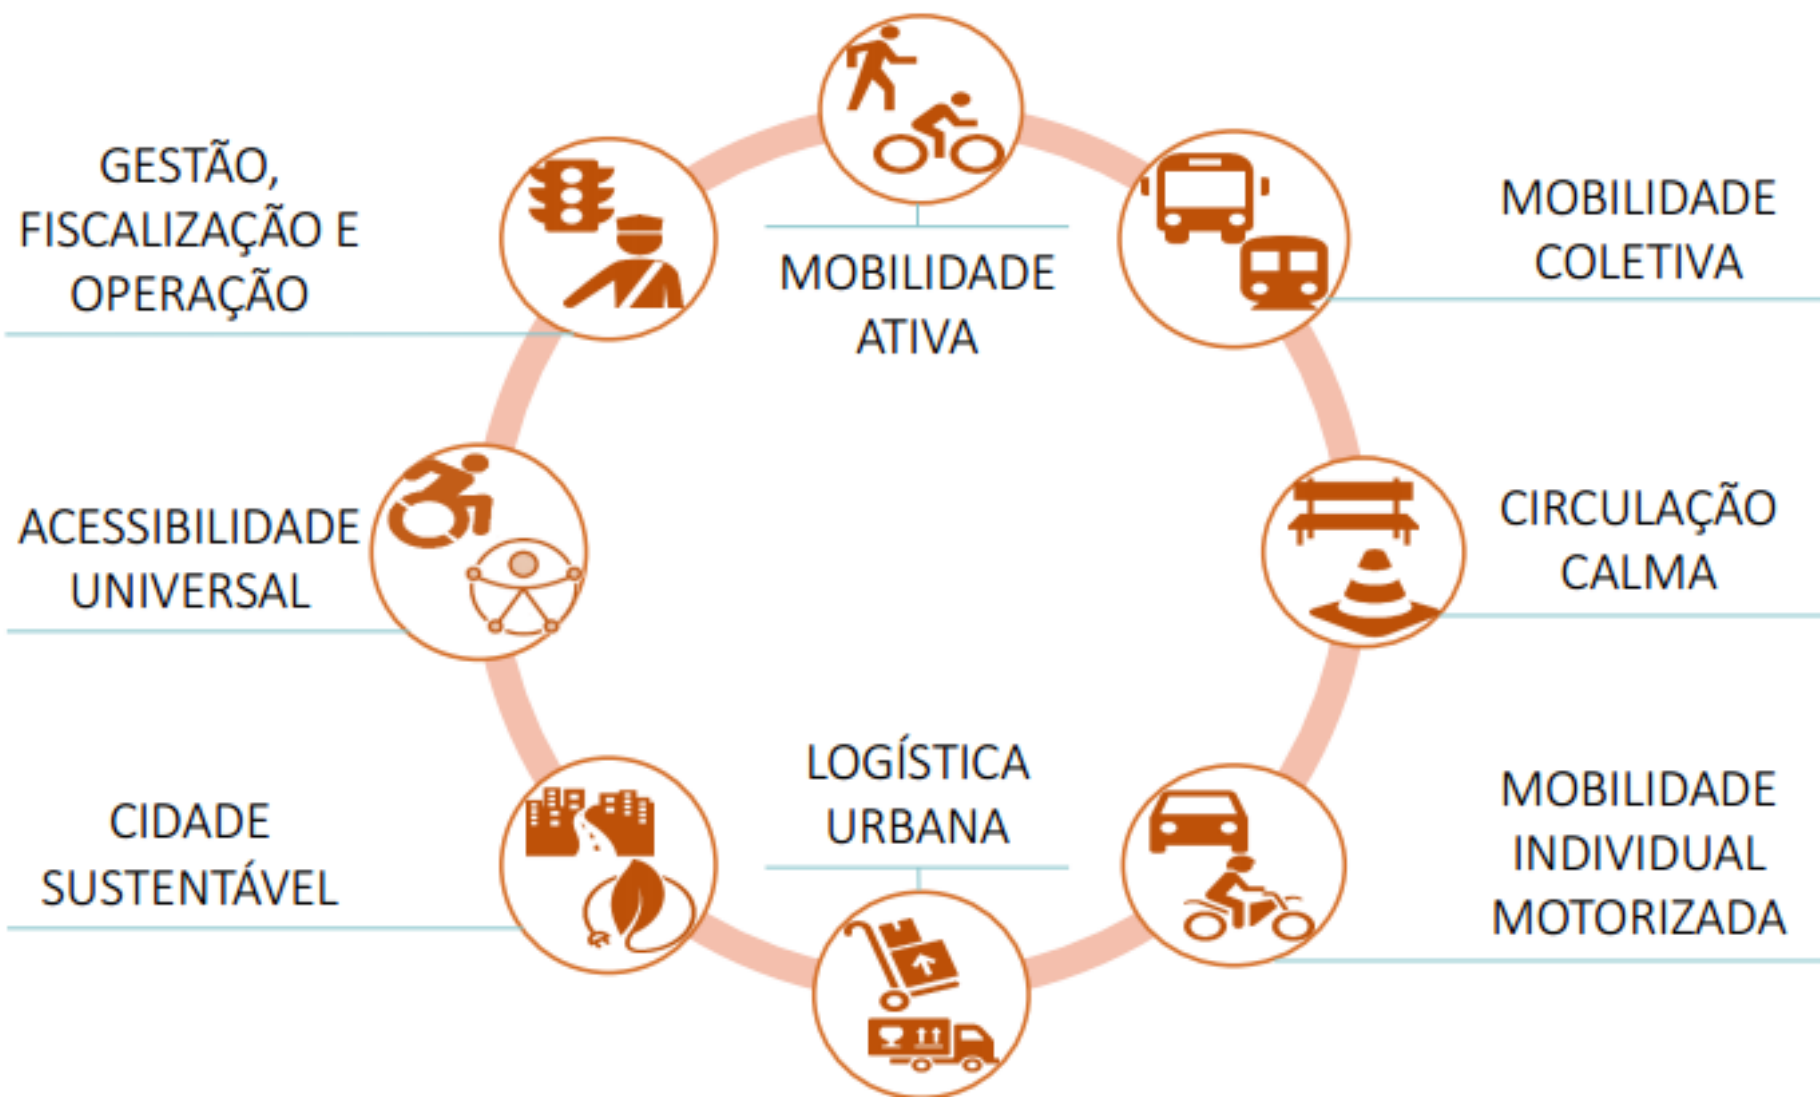 MOBILIDADE
ATIVA
MOBILIDADE
COLETIVA
CIRCULAÇÃO
CALMA
MOBILIDADE
INDIVIDUAL
MOTORIZADA
LOGÍSTICA
URBANA
CIDADE
SUSTENTÁVEL
ACESSIBILIDADE
UNIVERSAL
GESTÃO,
FISCALIZAÇÃO E
OPERAÇÃO